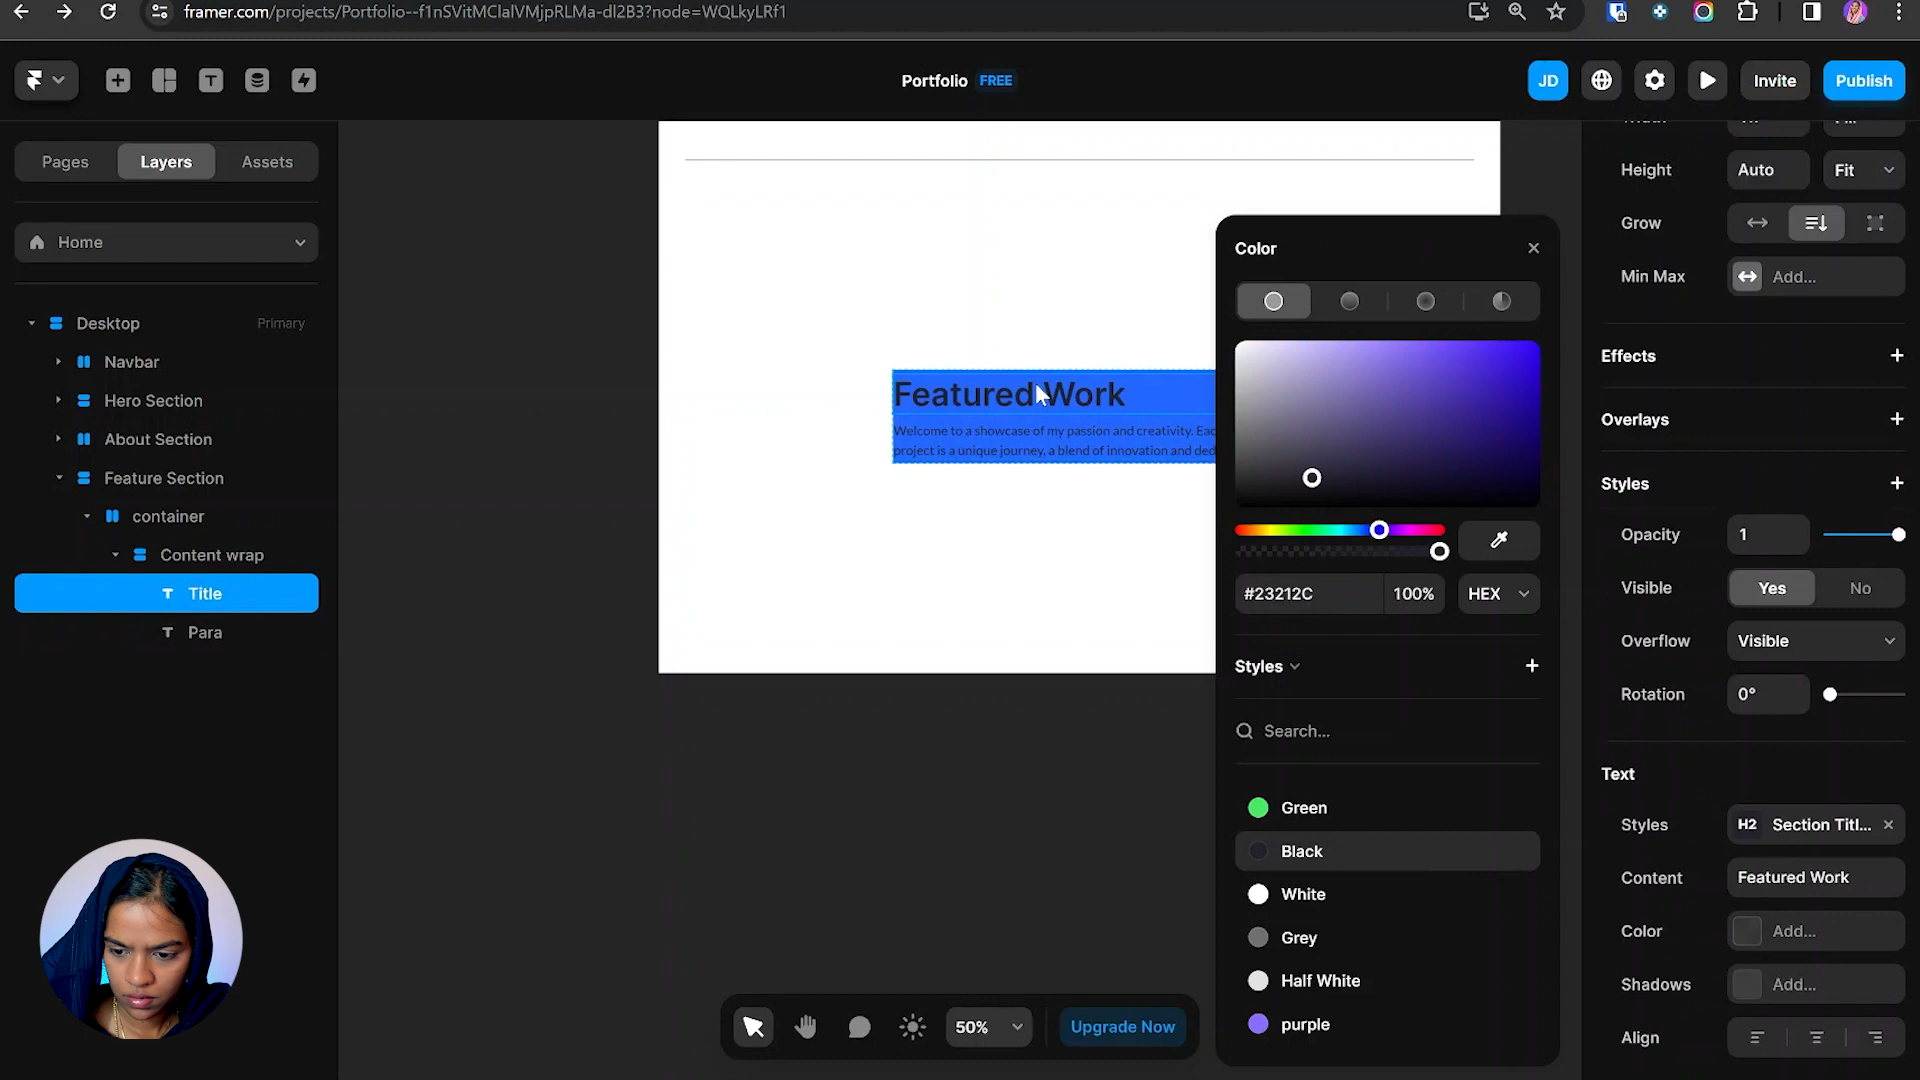 framer.com/projects/Portfolio--f1nSVitMClalVMjpRLMa-dl2B3?node=WQLkyLRf1
Portfolio FREE
JD
Invite
Publish
Pages
Layers
Assets
Home
Desktop
Primary
Navbar
Hero Section
About Section
Feature Section
container
Content wrap
Title
Para
Featured Work
Welcome to a showcase of my passion and creativity.
project is a unique journey, a blend of innovation and
50%
Upgrade Now
Color
#23212C
100%
HEX
Styles
Search...
Green
Black
White
Grey
Half White
purple
Height
Auto
Fit
Grow
Min Max
Add...
Effects
Overlays
Styles
Opacity
1
Visible
Yes
No
Overflow
Visible
Rotation
0°
Text
Styles
H2 Section Titl...
Content
Featured Work
Color
Add...
Shadows
Add...
Align